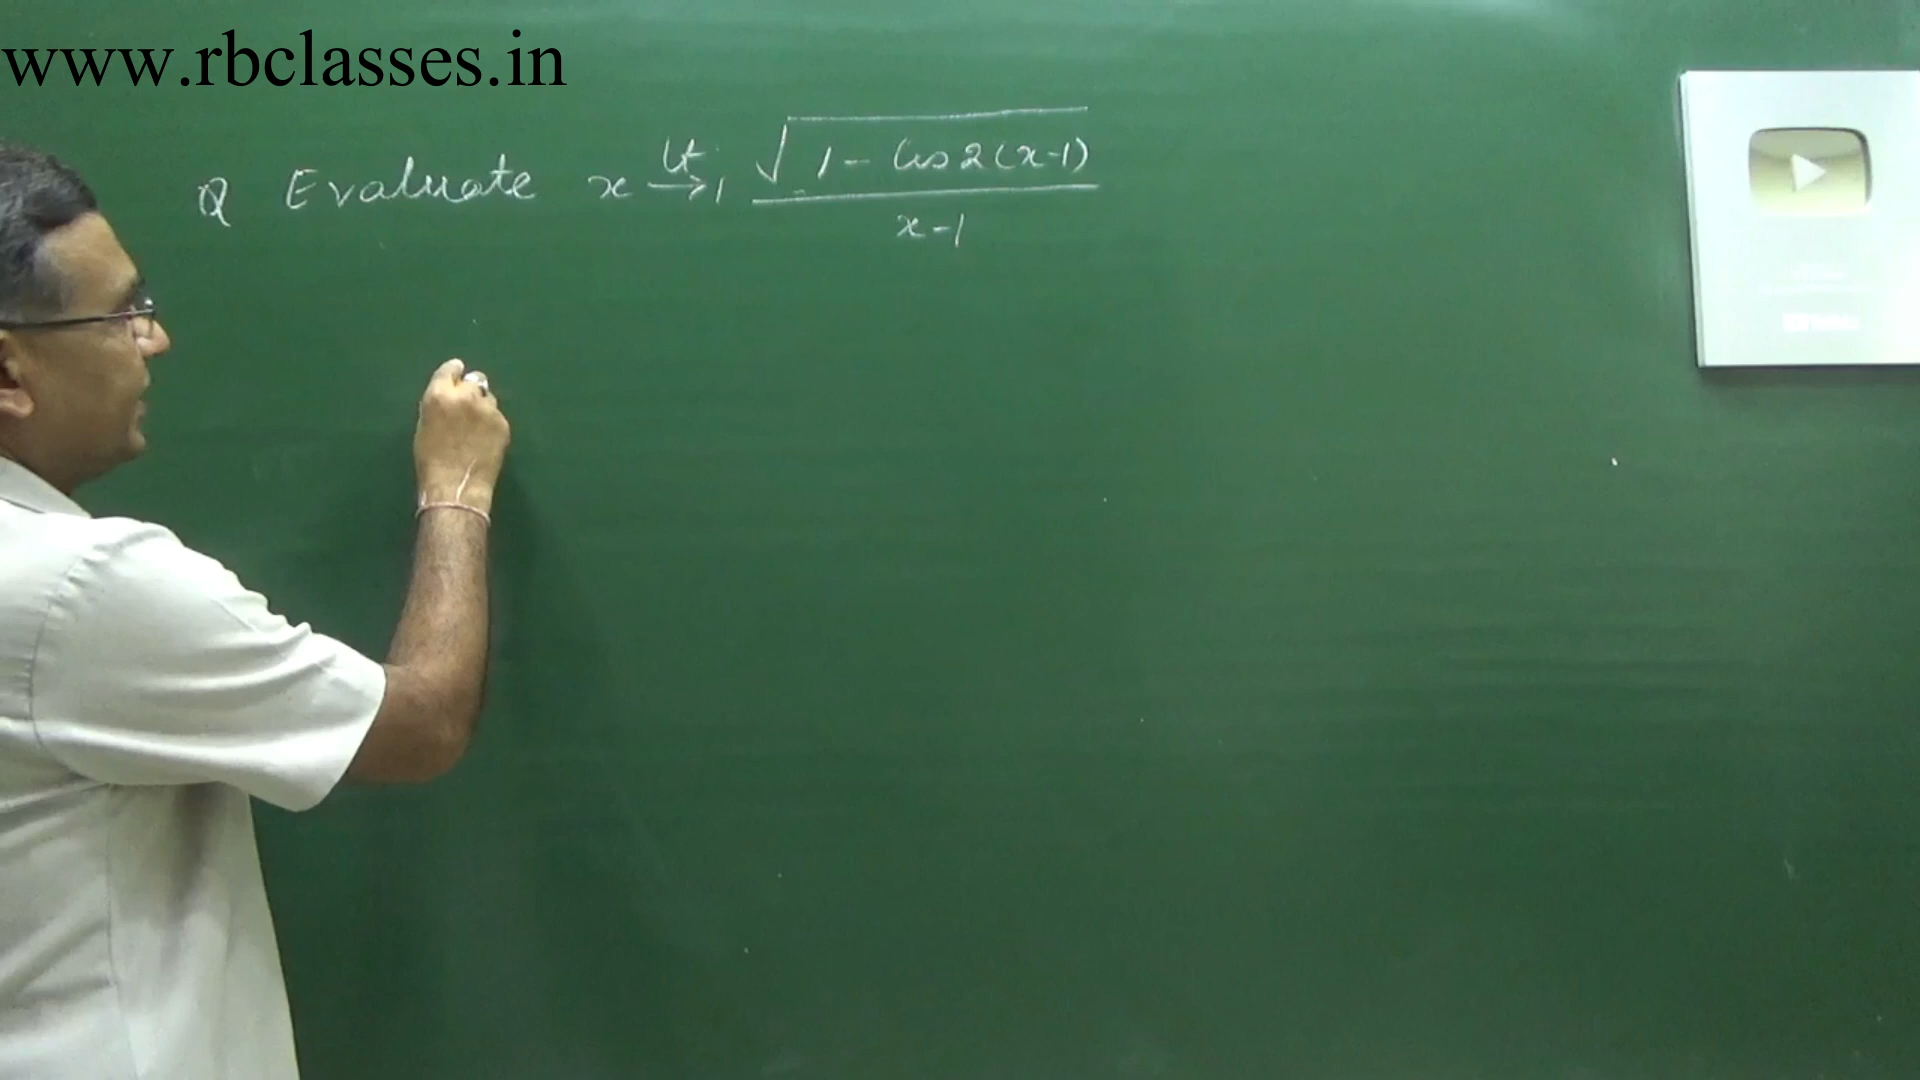 www.rbclasses.in
Q Evaluate x Lt→1 √(1 - Cos 2(x-1)) / x-1